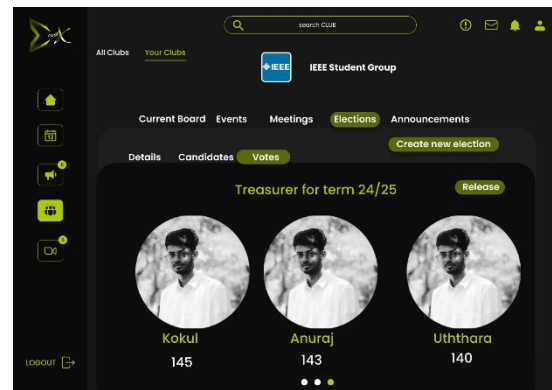 search CLUB
All Clubs Your Clubs
IEEE IEEE Student Group
Current Board Events Meetings Elections Announcements
Create new election
Details Candidates Votes
Treasurer for term 24/25 Release
Kokul Anuraj Uththara
145 143 140
LOGOUT